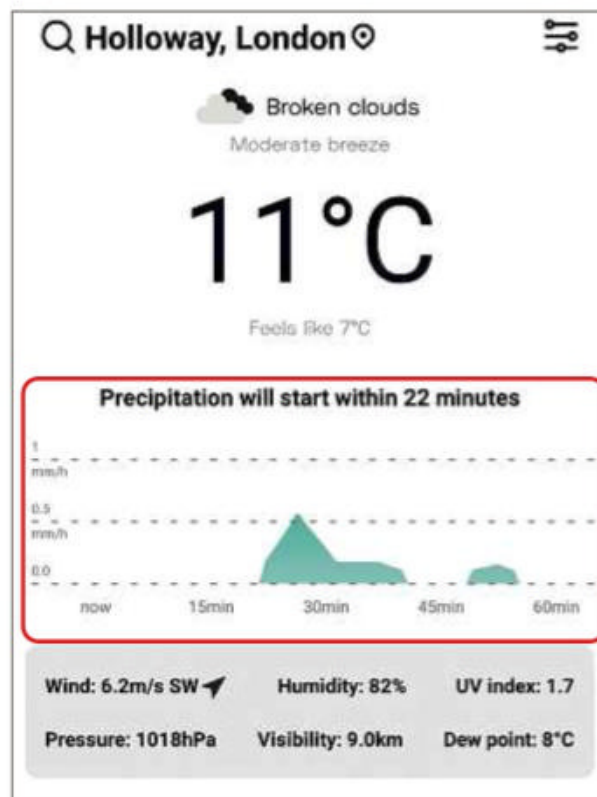 Holloway, London
Broken clouds
Moderate breeze
11°C
Feels like 7°C
Precipitation will start within 22 minutes
1
mm/h
0.5
mm/h
0.0
now 15min 30min 45min 60min
Wind: 6.2m/s SW Humidity: 82% UV index: 1.7
Pressure: 1018hPa Visibility: 9.0km Dew point: 8°C